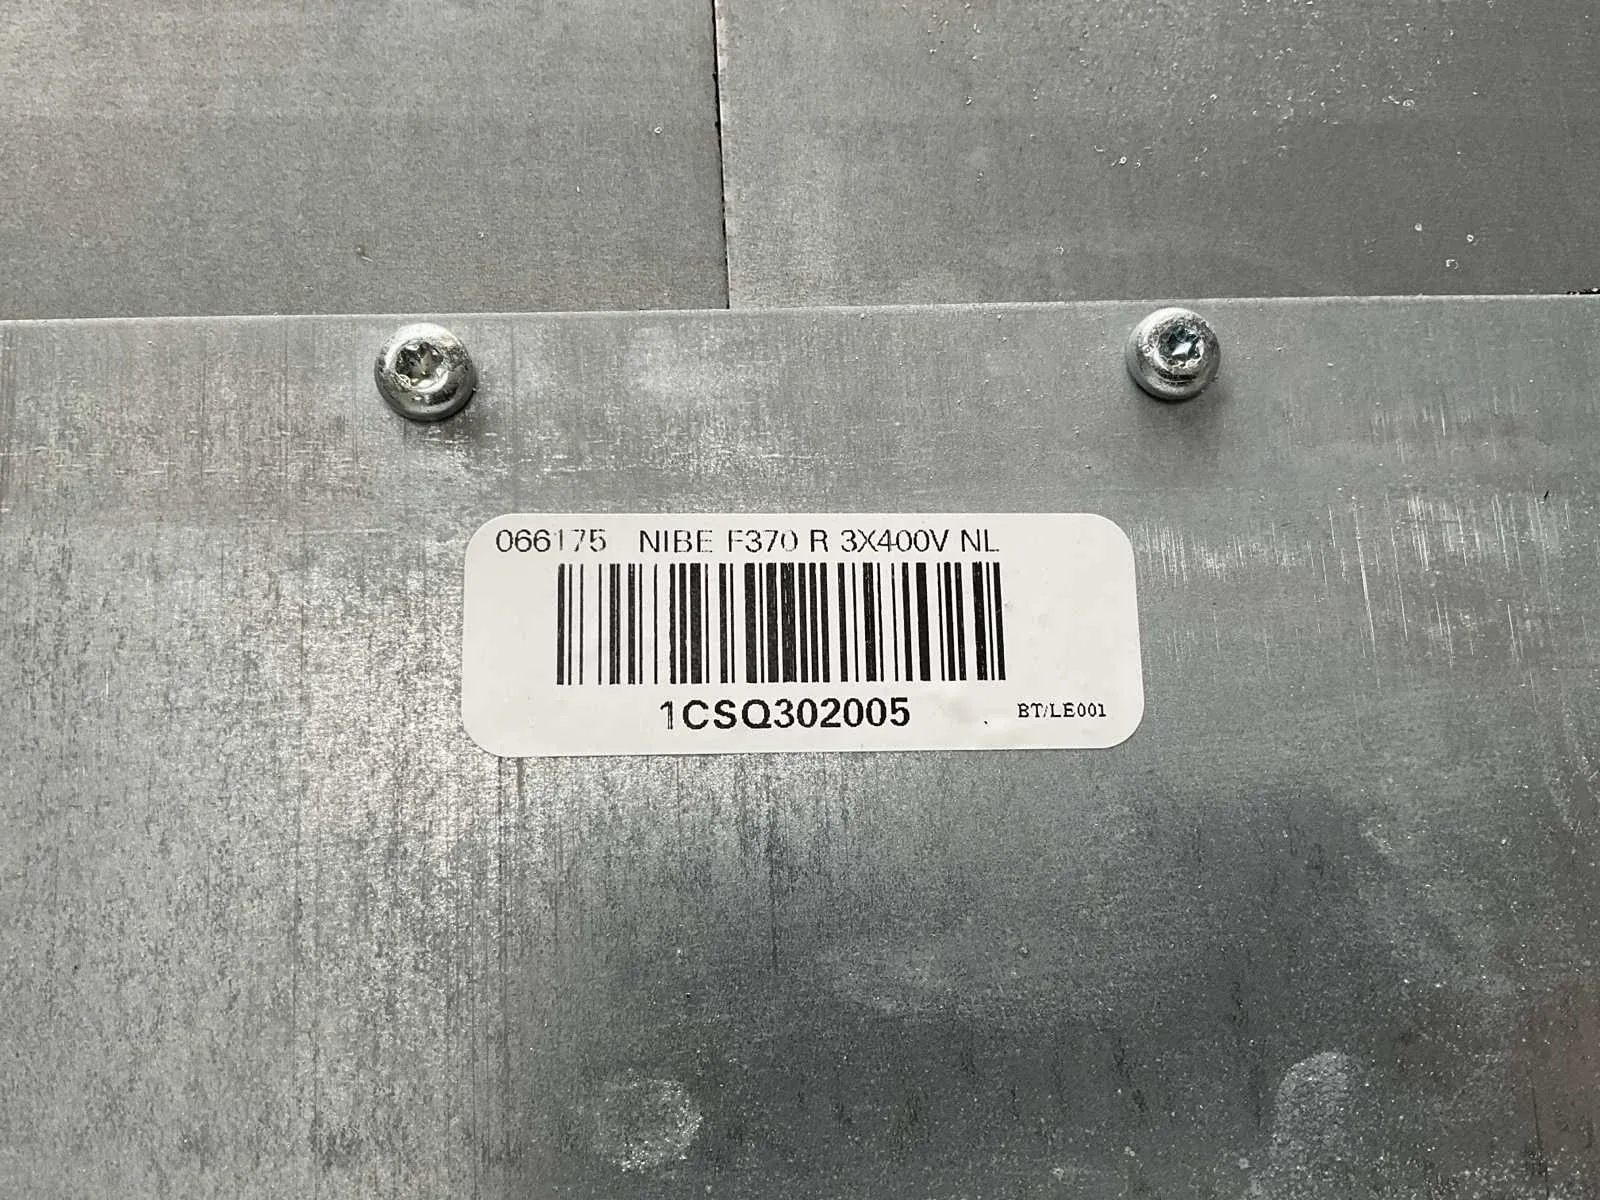 066175 NIBE F370 R 3X400V NL
1CSQ302005
BT/LE001